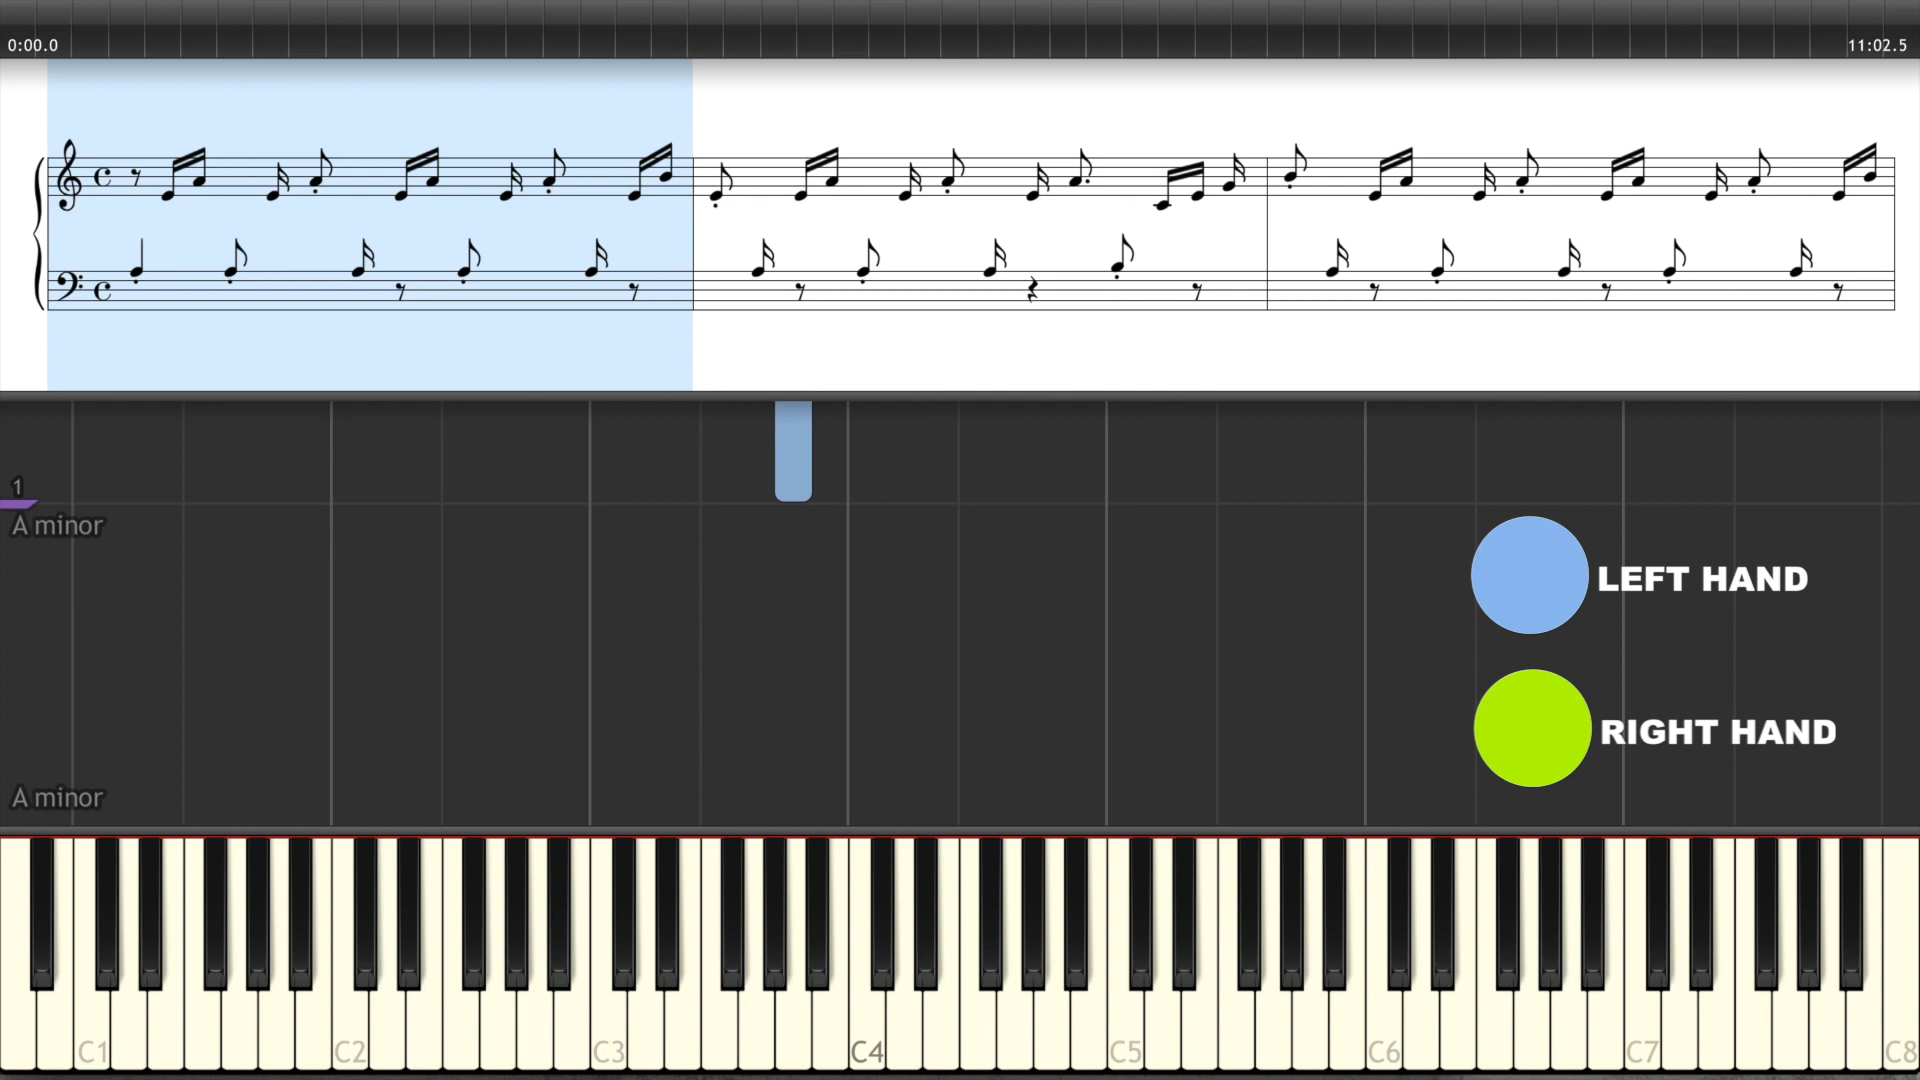 0:00.0
11:02.5
1
A minor
LEFT HAND
RIGHT HAND
A minor
C1 C2 C3 C4 C5 C6 C7 C8